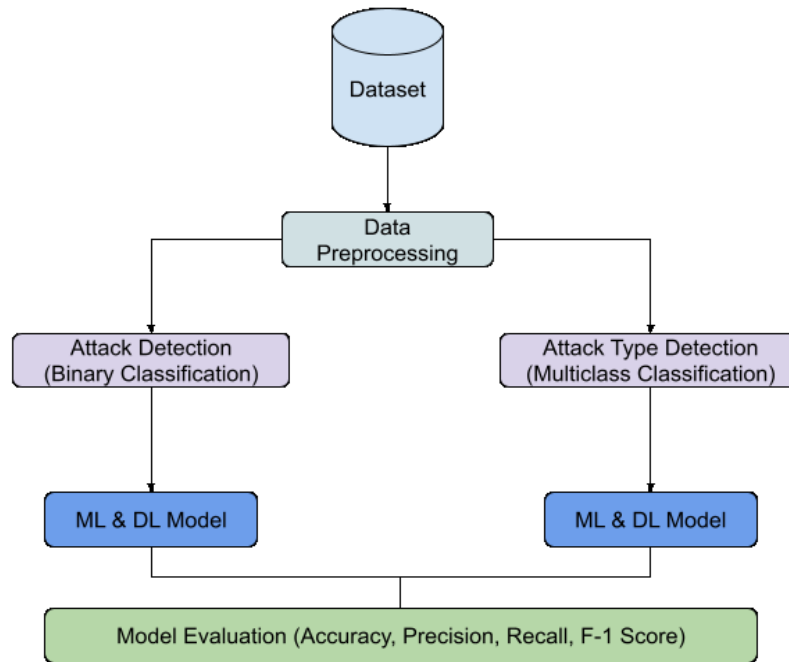 Dataset
Data
Preprocessing
Attack Detection
(Binary Classification)
Attack Type Detection
(Multiclass Classification)
ML & DL Model
ML & DL Model
Model Evaluation (Accuracy, Precision, Recall, F-1 Score)